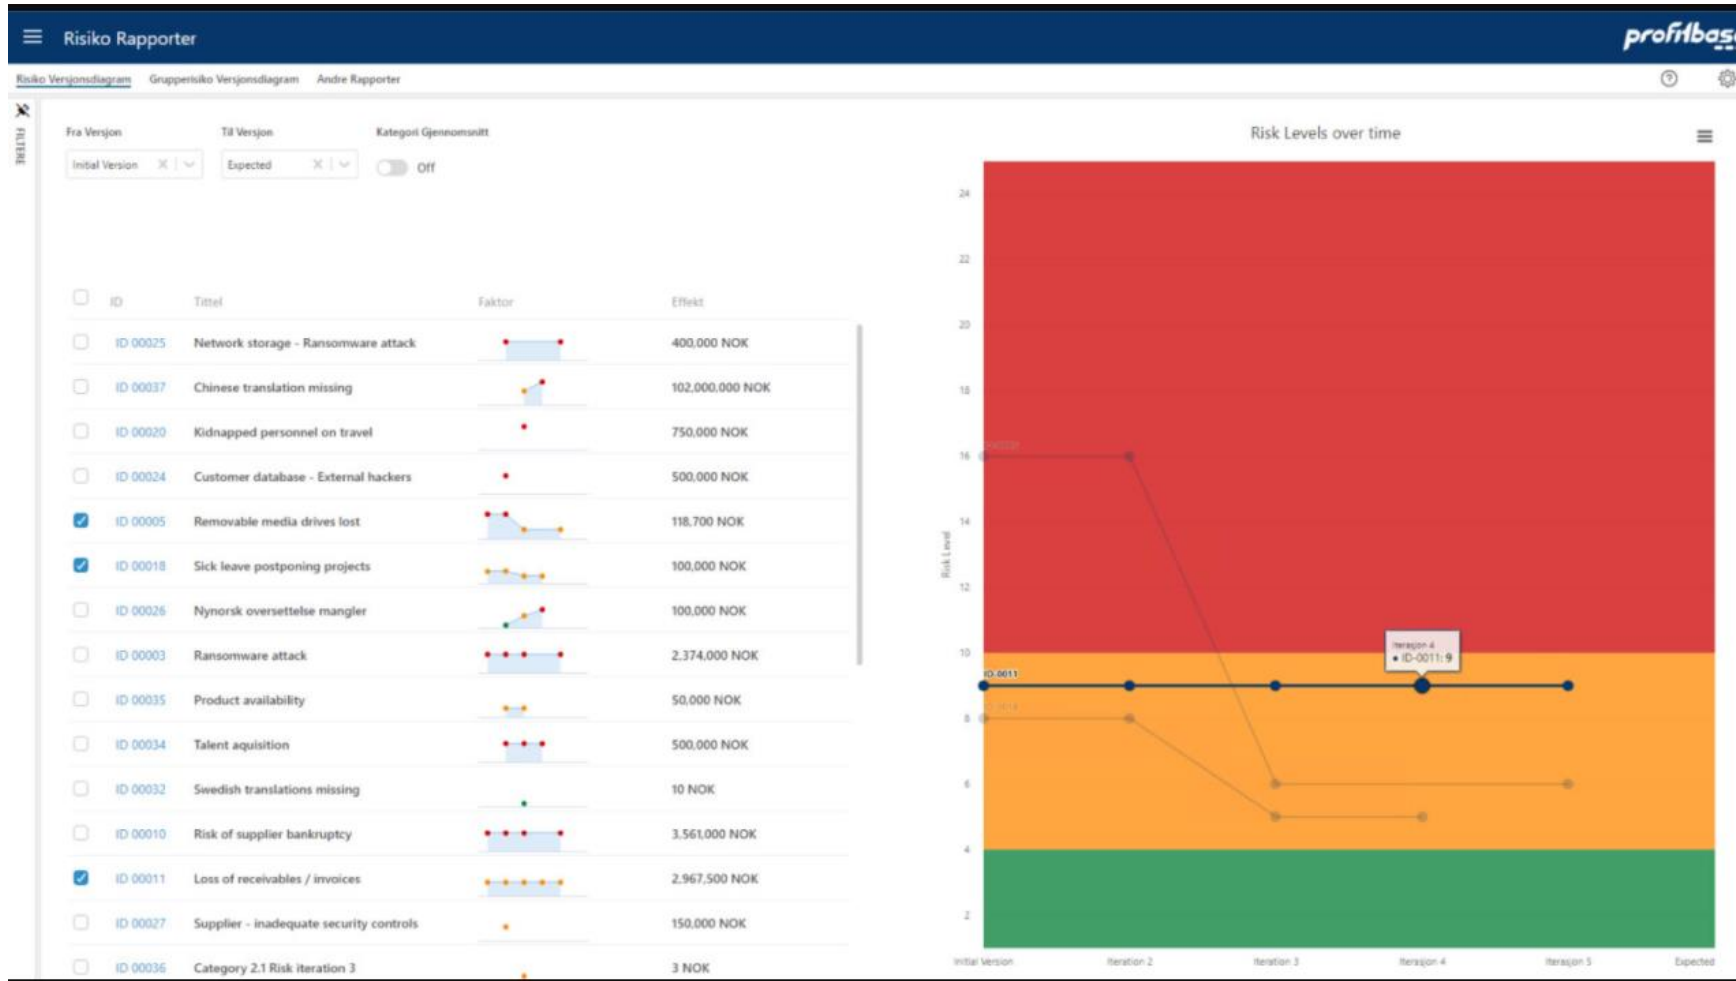 Risiko Rapporter
profitbase
Risiko Versjonsdiagram Grupperisiko Versjonsdiagram Andre Rapporter
FILTERE
Fra Versjon Til Versjon Kategori Gjennomsnitt
Initial Version Expected Off
ID Tittel Faktor Effekt
ID 00025 Network storage - Ransomware attack 400,000 NOK
ID 00037 Chinese translation missing 102,000,000 NOK
ID 00020 Kidnapped personnel on travel 750,000 NOK
ID 00024 Customer database - External hackers 500,000 NOK
ID 00005 Removable media drives lost 118,700 NOK
ID 00018 Sick leave postponing projects 100,000 NOK
ID 00026 Nynorsk oversettelse mangler 100,000 NOK
ID 00003 Ransomware attack 2,374,000 NOK
ID 00035 Product availability 50,000 NOK
ID 00034 Talent aquisition 500,000 NOK
ID 00032 Swedish translations missing 10 NOK
ID 00010 Risk of supplier bankruptcy 3,561,000 NOK
ID 00011 Loss of receivables / invoices 2,967,500 NOK
ID 00027 Supplier - inadequate security controls 150,000 NOK
ID 00036 Category 2.1 Risk iteration 3 3 NOK
Risk Levels over time
24
22
20
18
16
14
12
10
8
6
4
2
Risk Level
Iterasjon 4
ID-0011: 9
ID-0011
Initial Version Iteration 2 Iteration 3 Iterasjon 4 Iterasjon 5 Expected